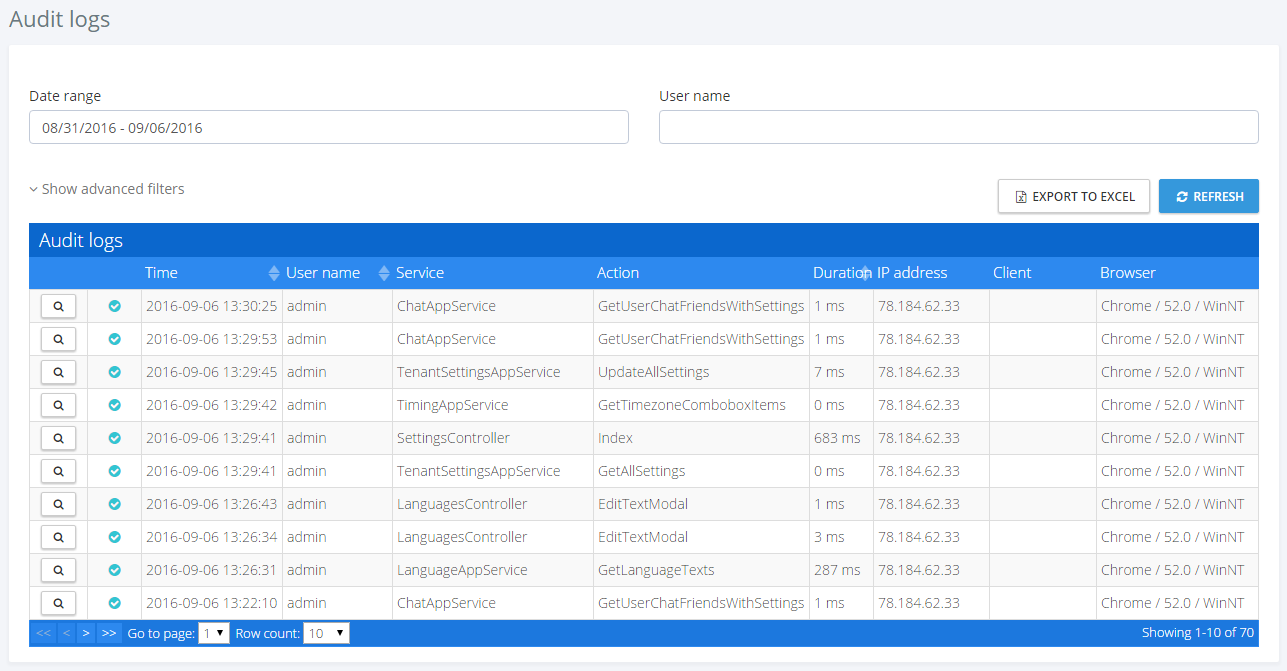 Audit logs
Date range User name
08/31/2016 - 09/06/2016
Show advanced filters EXPORT TO EXCEL REFRESH
Audit logs
Time User name Service Action Duration IP address Client Browser
2016-09-06 13:30:25 admin ChatAppService GetUserChatFriendsWithSettings 1 ms 78.184.62.33 Chrome / 52.0 / WinNT
2016-09-06 13:29:53 admin ChatAppService GetUserChatFriendsWithSettings 1 ms 78.184.62.33 Chrome / 52.0 / WinNT
2016-09-06 13:29:45 admin TenantSettingsAppService UpdateAllSettings 7 ms 78.184.62.33 Chrome / 52.0 / WinNT
2016-09-06 13:29:42 admin TimingAppService GetTimezoneComboboxItems 0 ms 78.184.62.33 Chrome / 52.0 / WinNT
2016-09-06 13:29:41 admin SettingsController Index 683 ms 78.184.62.33 Chrome / 52.0 / WinNT
2016-09-06 13:29:41 admin TenantSettingsAppService GetAllSettings 0 ms 78.184.62.33 Chrome / 52.0 / WinNT
2016-09-06 13:26:43 admin LanguagesController EditTextModal 1 ms 78.184.62.33 Chrome / 52.0 / WinNT
2016-09-06 13:26:34 admin LanguagesController EditTextModal 3 ms 78.184.62.33 Chrome / 52.0 / WinNT
2016-09-06 13:26:31 admin LanguageAppService GetLanguageTexts 287 ms 78.184.62.33 Chrome / 52.0 / WinNT
2016-09-06 13:22:10 admin ChatAppService GetUserChatFriendsWithSettings 1 ms 78.184.62.33 Chrome / 52.0 / WinNT
<< < > >> Go to page: 1 Row count: 10 Showing 1-10 of 70